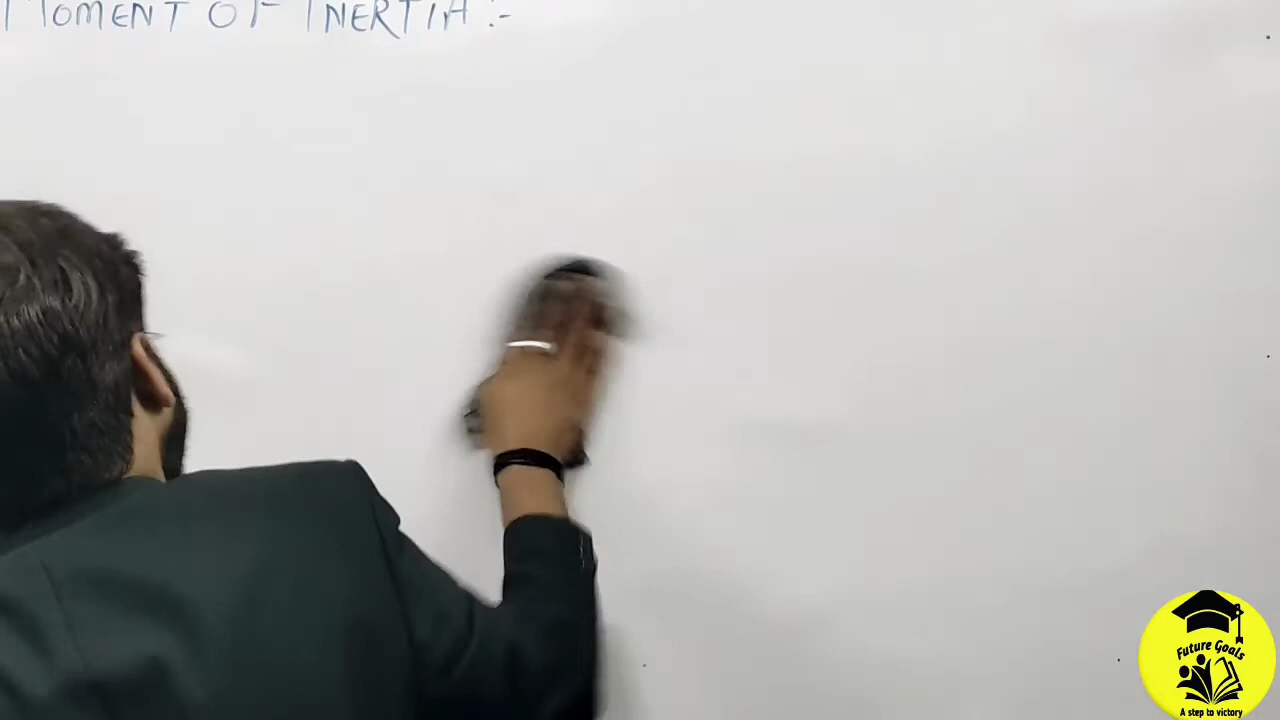 MOMENT OF INERTIA :-
Future Goals
A step to victory